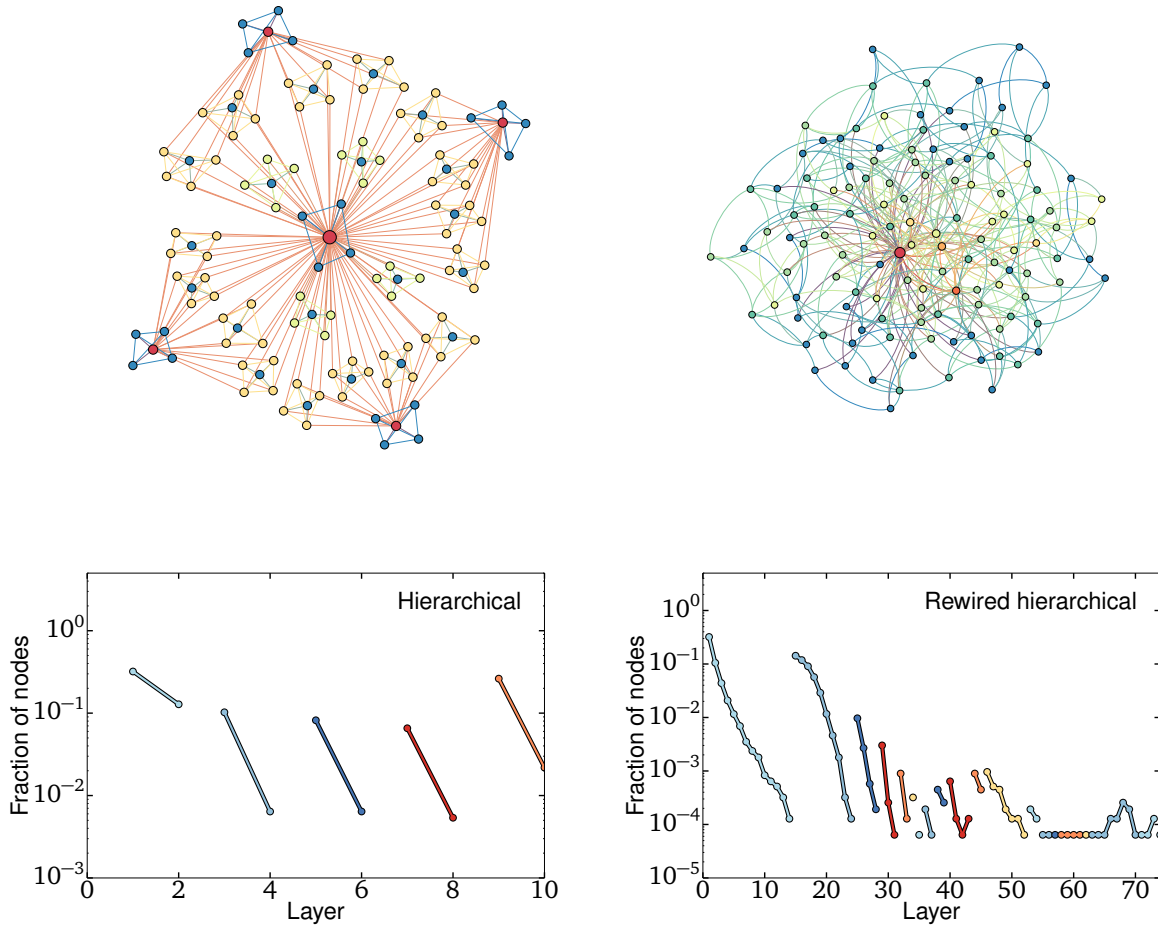 Hierarchical
Fraction of nodes
10^0
10^-1
10^-2
10^-3
0 2 4 6 8 10
Layer
Rewired hierarchical
Fraction of nodes
10^0
10^-1
10^-2
10^-3
10^-4
10^-5
0 10 20 30 40 50 60 70
Layer